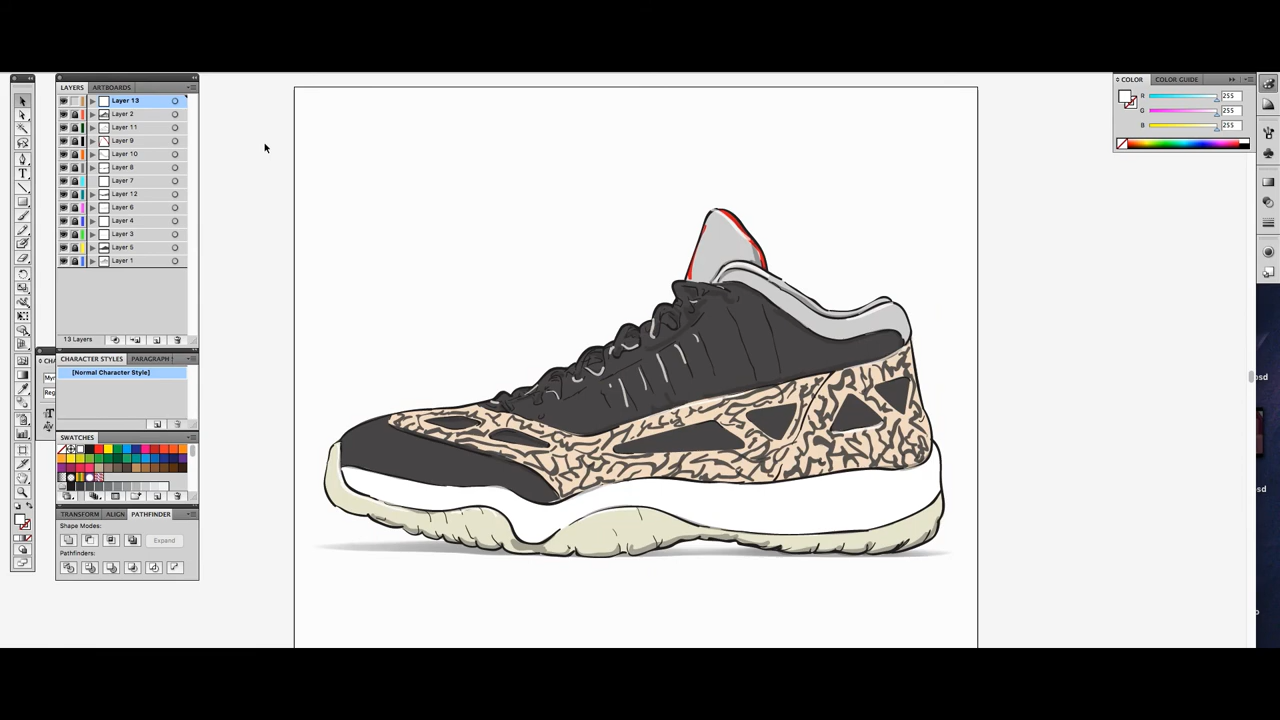 LAYERS ARTBOARDS
Layer 13
Layer 2
Layer 11
Layer 9
Layer 10
Layer 8
Layer 7
Layer 12
Layer 6
Layer 4
Layer 3
Layer 5
Layer 1
13 Layers
CHARACTER STYLES PARAGRAPH
[Normal Character Style]
SWATCHES
TRANSFORM ALIGN PATHFINDER
Shape Modes:
Expand
Pathfinders:
COLOR COLOR GUIDE
R 255
G 255
B 255